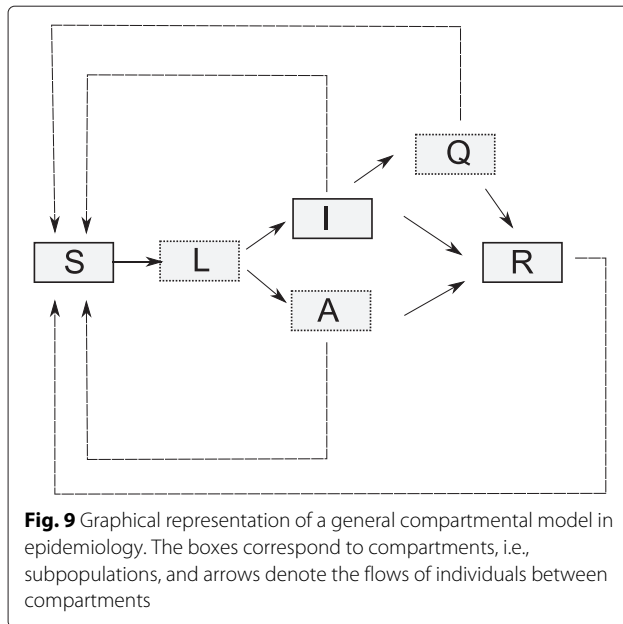 Q
I
S
L
R
A
Fig. 9 Graphical representation of a general compartmental model in
epidemiology. The boxes correspond to compartments, i.e.,
subpopulations, and arrows denote the flows of individuals between
compartments